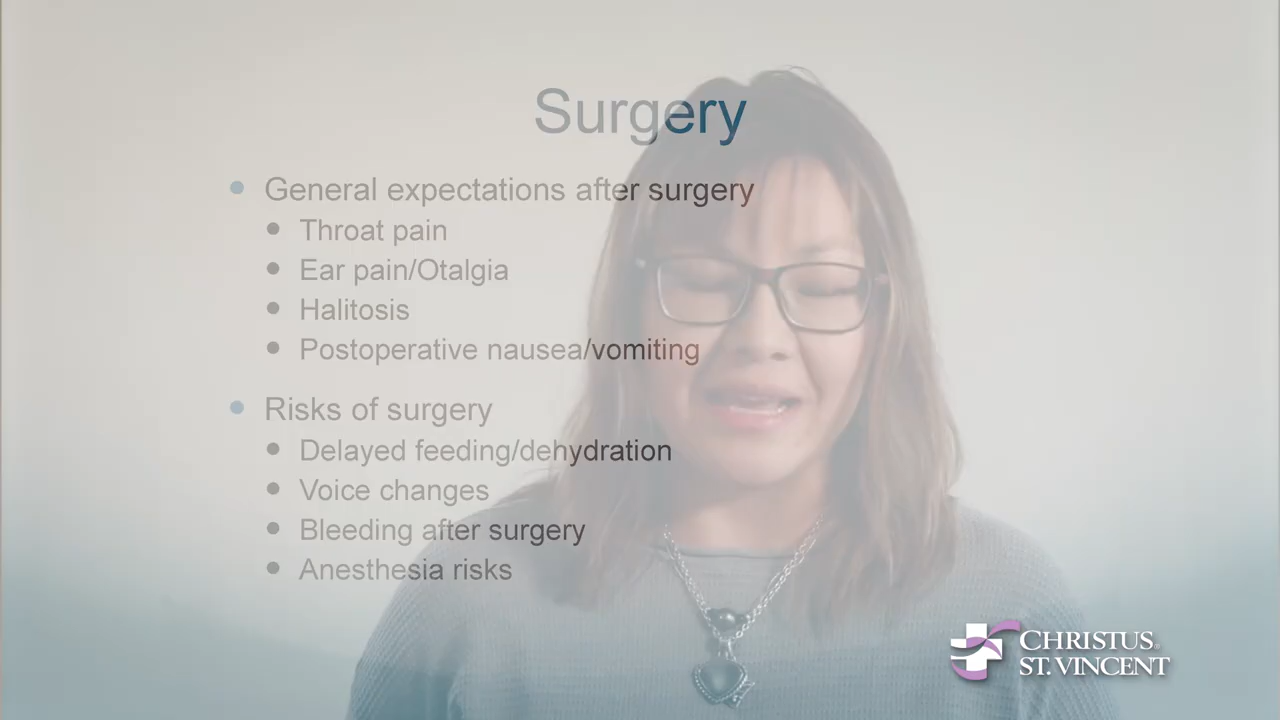 Surgery
General expectations after surgery
Throat pain
Ear pain/Otalgia
Halitosis
Postoperative nausea/vomiting
Risks of surgery
Delayed feeding/dehydration
Voice changes
Bleeding after surgery
Anesthesia risks
CHRISTUS®
ST. VINCENT